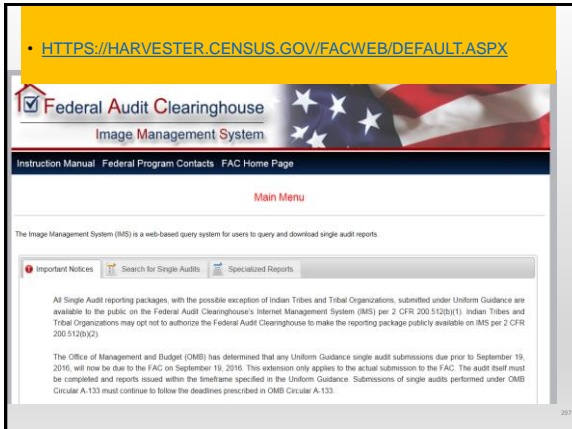 • HTTPS://HARVESTER.CENSUS.GOV/FACWEB/DEFAULT.ASPX
Federal Audit Clearinghouse
Image Management System
Instruction Manual Federal Program Contacts FAC Home Page
Main Menu
The Image Management System (IMS) is a web-based query system for users to query and download single audit reports.
Important Notices Search for Single Audits Specialized Reports
All Single Audit reporting packages, with the possible exception of Indian Tribes and Tribal Organizations, submitted under Uniform Guidance are
available to the public on the Federal Audit Clearinghouse's Internet Management System (IMS) per 2 CFR 200.512(b)(1). Indian Tribes and
Tribal Organizations may opt not to authorize the Federal Audit Clearinghouse to make the reporting package publicly available on IMS per 2 CFR
200.512(b)(2).
The Office of Management and Budget (OMB) has determined that any Uniform Guidance single audit submissions due prior to September 19,
2016, will now be due to the FAC on September 19, 2016. This extension only applies to the actual submission to the FAC. The audit itself must
be completed and reports issued within the timeframe specified in the Uniform Guidance. Submissions of single audits performed under OMB
Circular A-133 must continue to follow the deadlines prescribed in OMB Circular A-133.
297